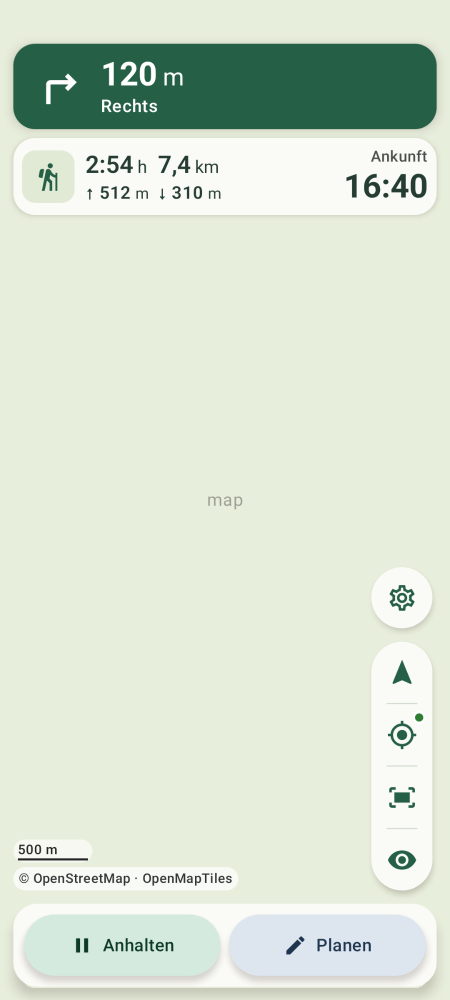 120 m
Rechts
2:54 h 7,4 km
↑ 512 m ↓ 310 m
Ankunft
16:40
map
500 m
© OpenStreetMap · OpenMapTiles
Anhalten
Planen